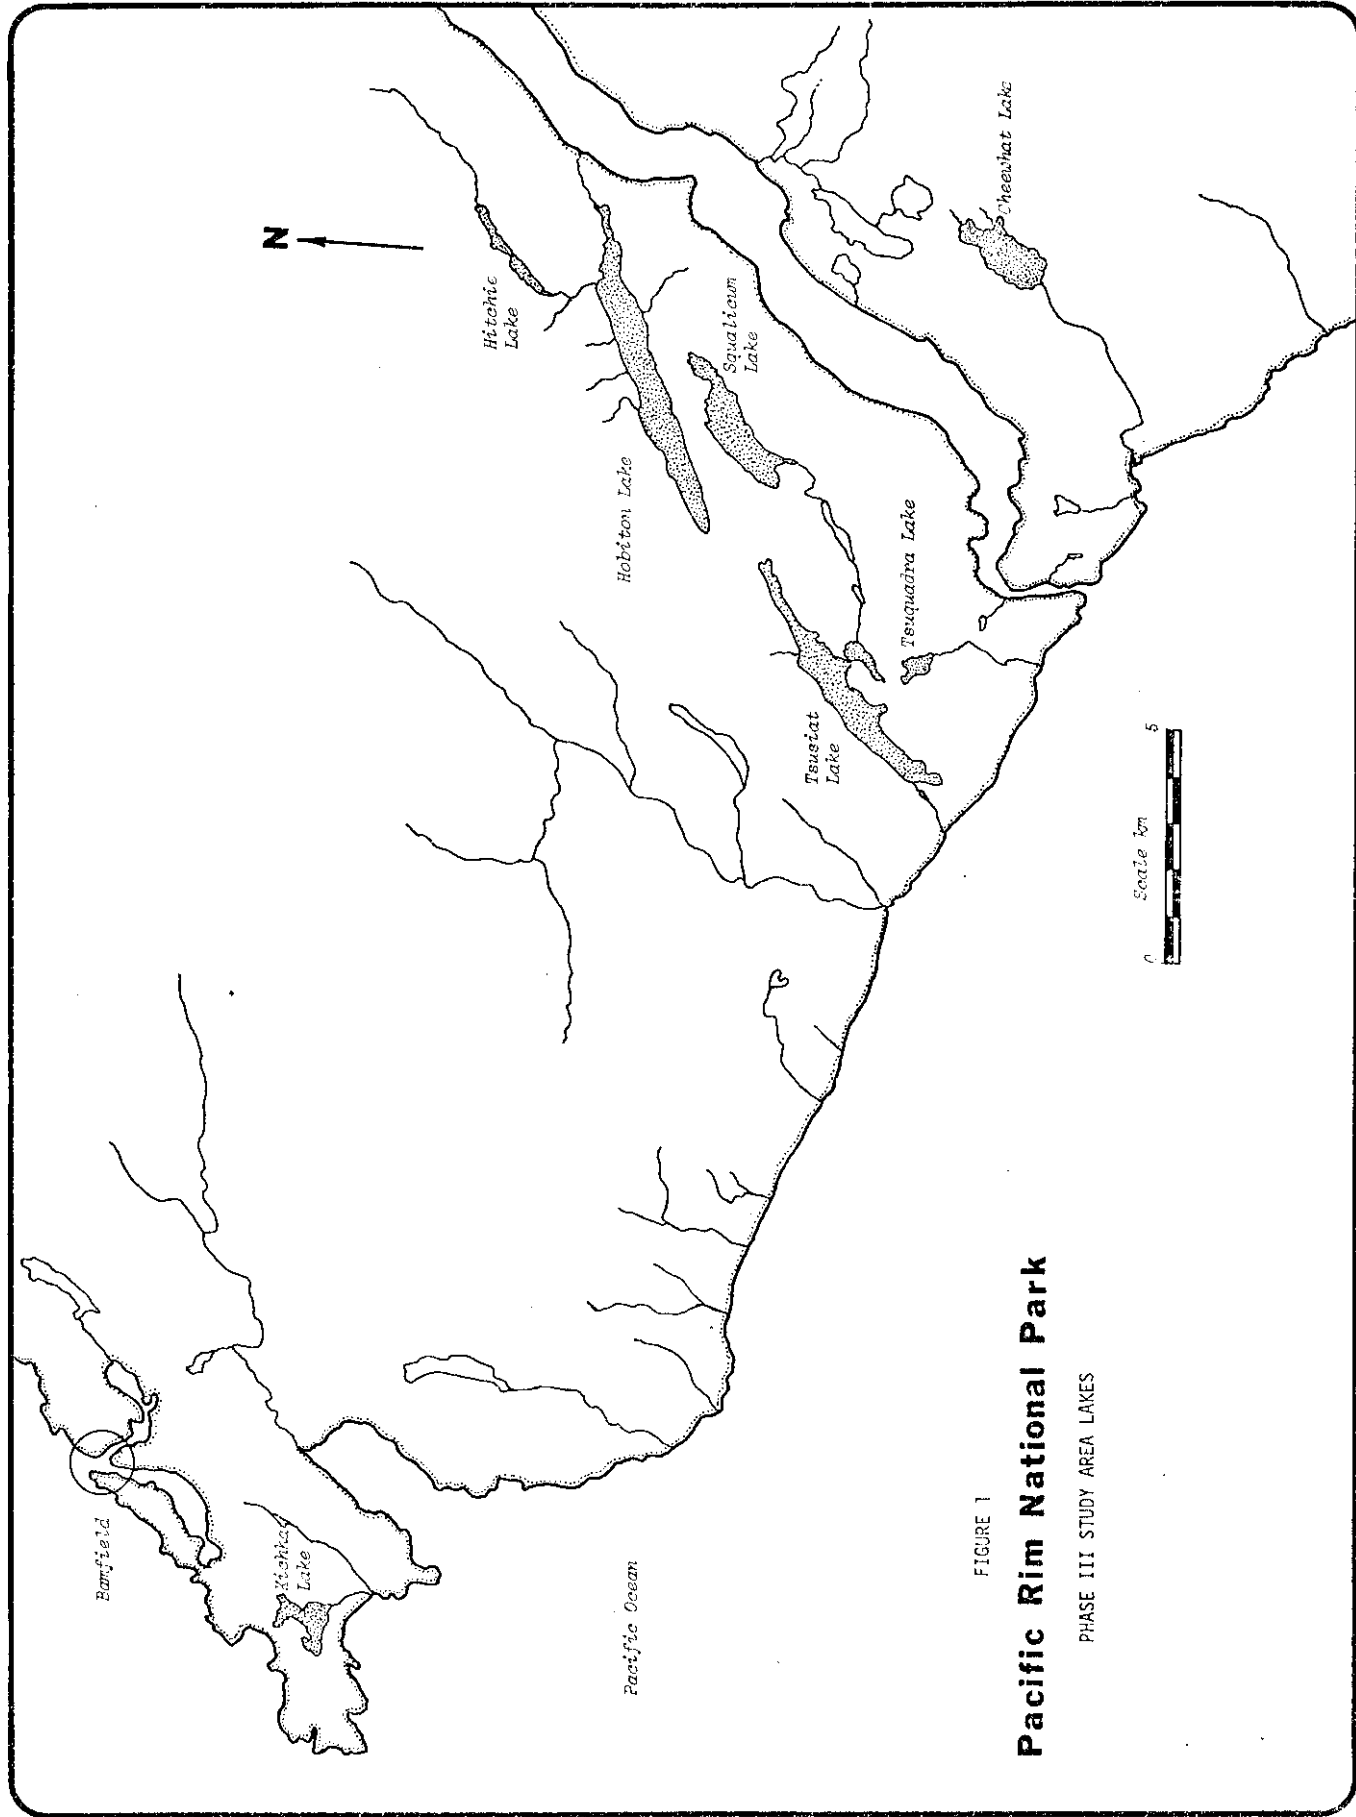 N
Hitchie
Lake
Cheewhat Lake
Squalicum
Lake
Hobiton Lake
Tsuquadra Lake
Tsusiat
Lake
Scale km
0
5
Banfield
Kichha
Lake
Pacific Ocean
FIGURE 1
Pacific Rim National Park
PHASE III STUDY AREA LAKES